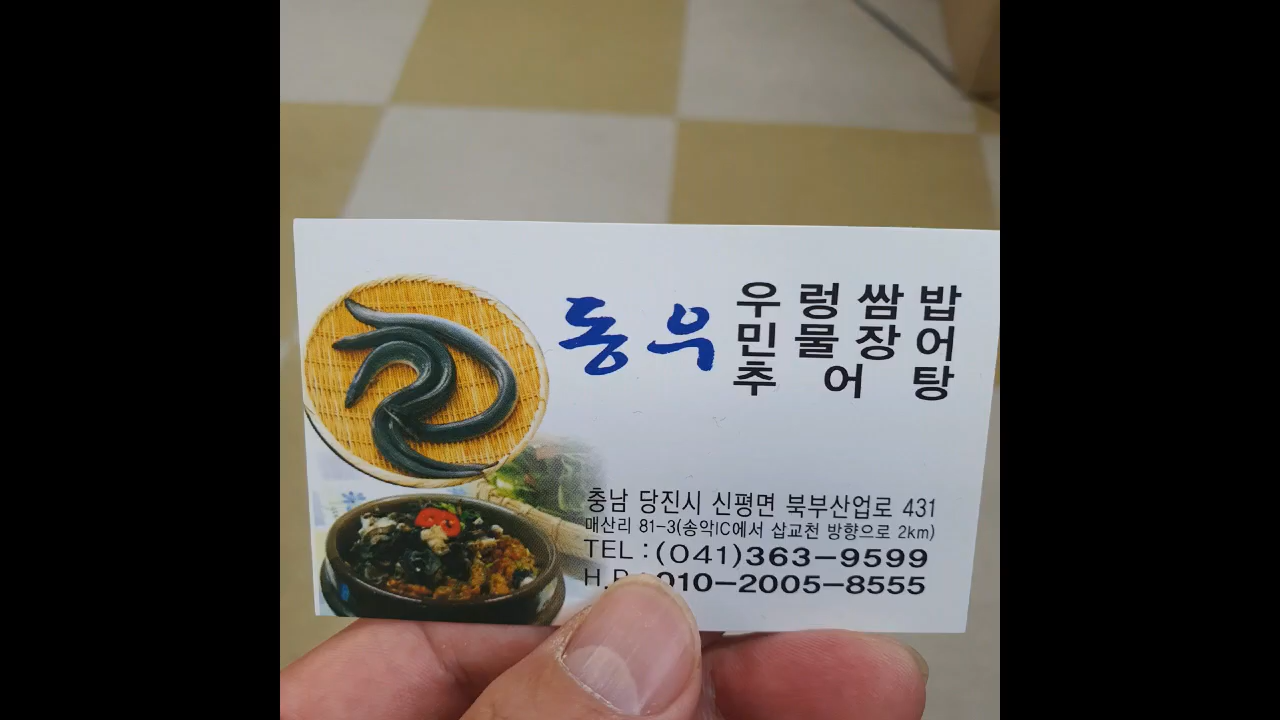 동우
우렁쌈밥
민물장어
추어탕
충남 당진시 신평면 북부산업로 431
매산리 81-3(송악IC에서 삽교천 방향으로 2km)
TEL : (041)363-9599
H.P : 010-2005-8555